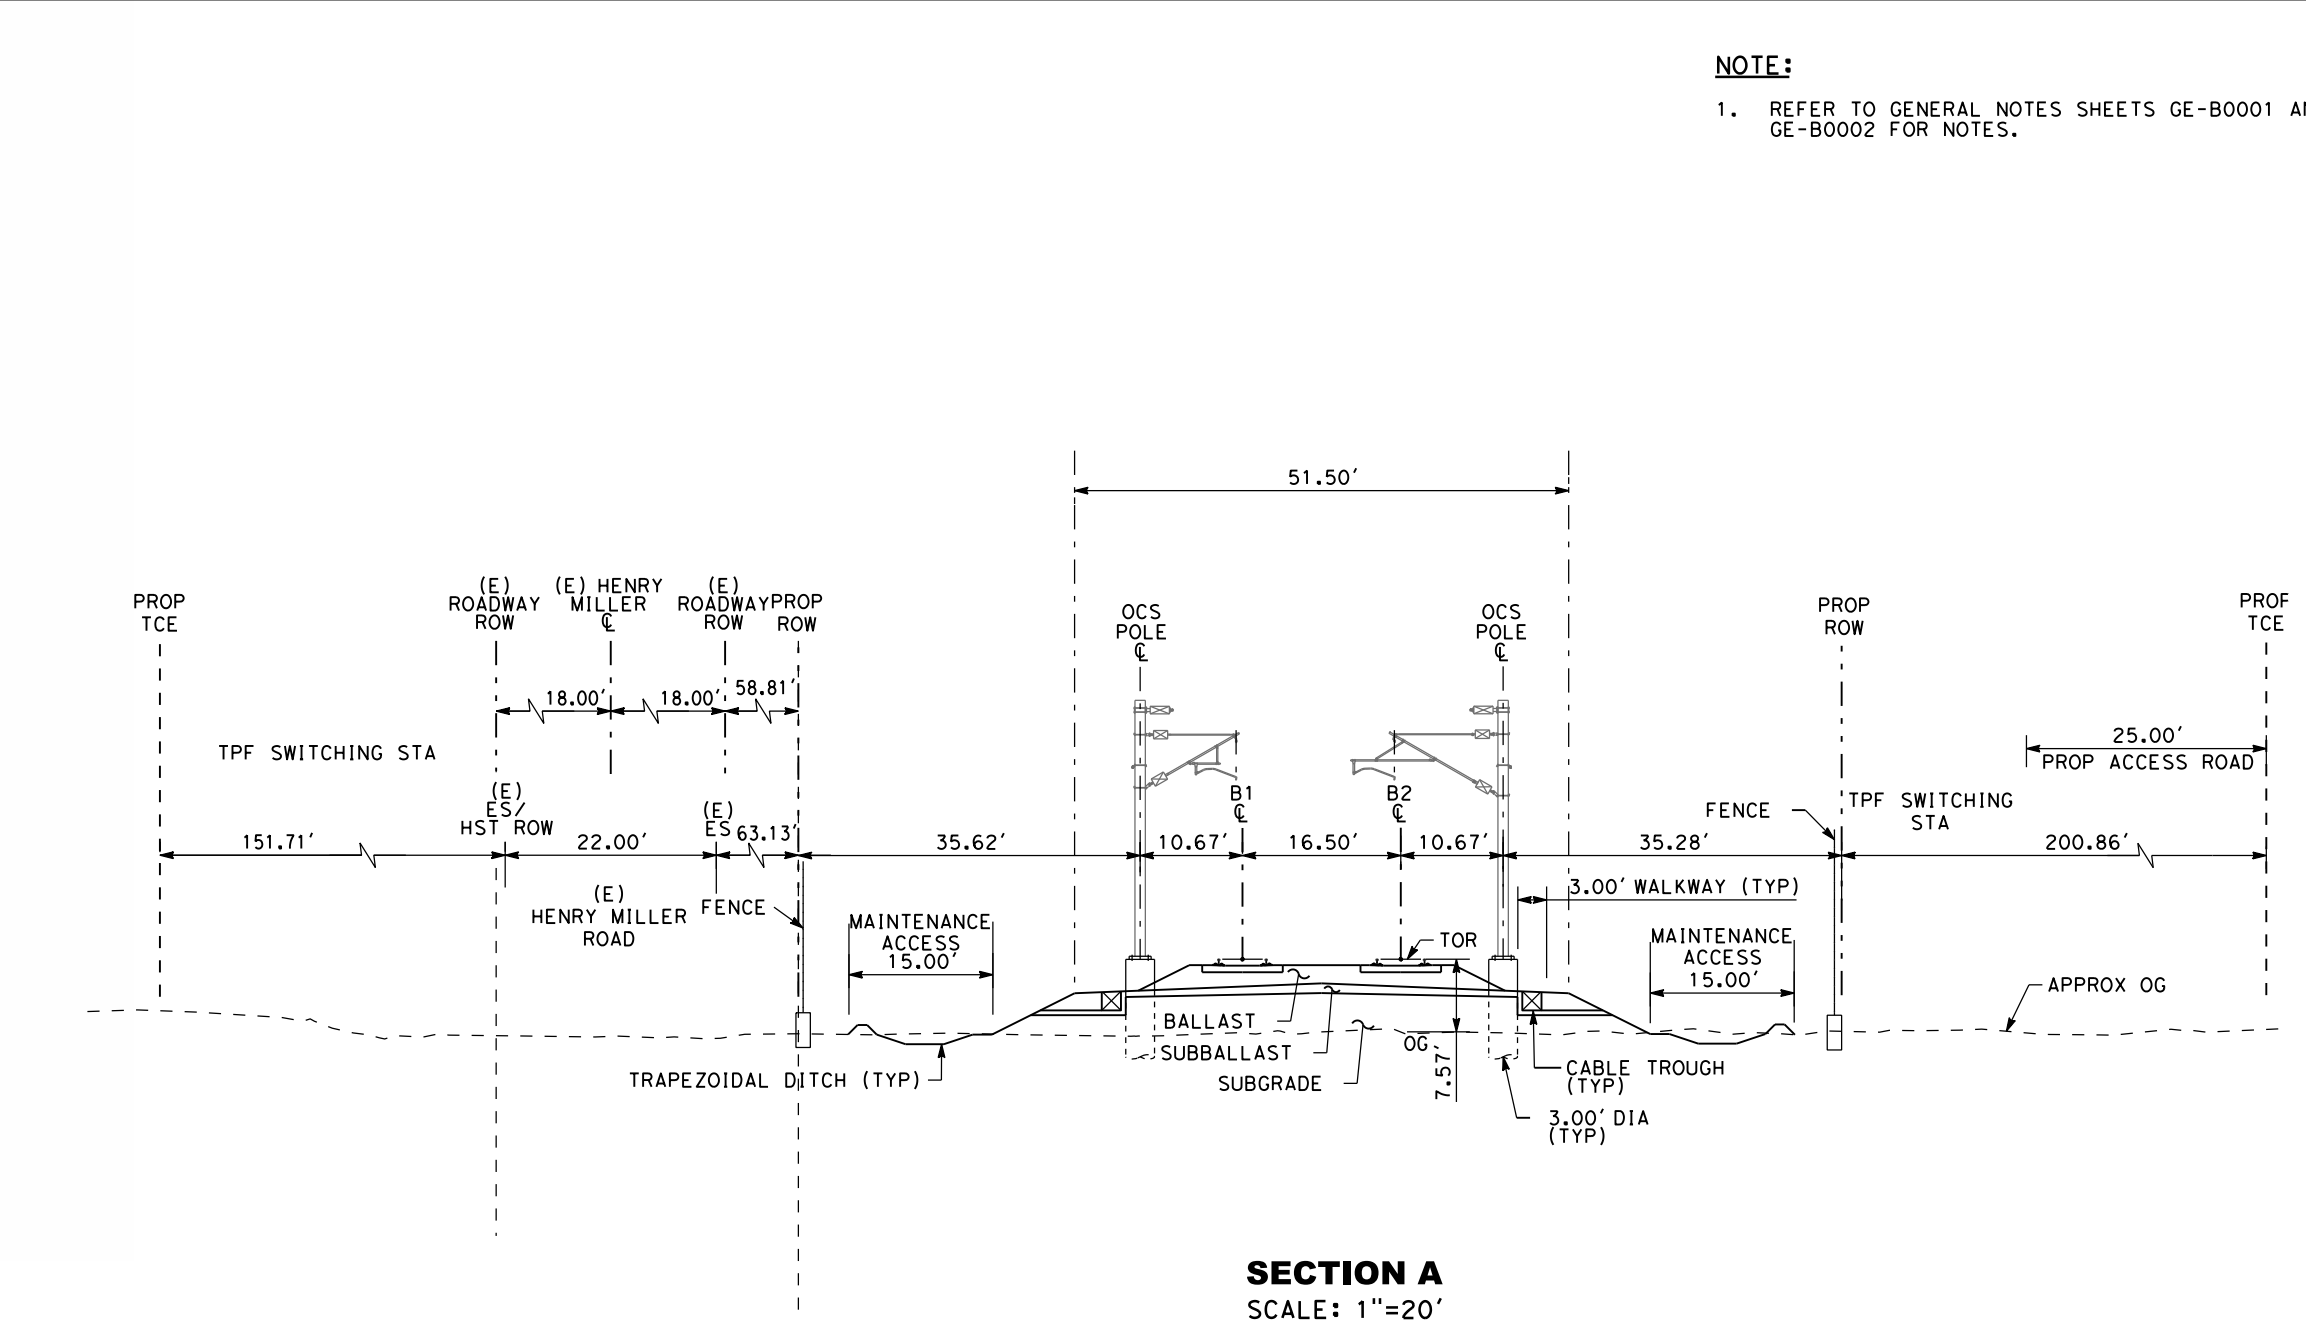 NOTE:
1. REFER TO GENERAL NOTES SHEETS GE-B0001
GE-B0002 FOR NOTES.
51.50′
PROP
TCE
(E)
ROADWAY
ROW
(E) HENRY
MILLER
℄
(E)
ROADWAY
ROW
PROP
ROW
OCS
POLE
℄
OCS
POLE
℄
PROP
ROW
TCE
18.00′
18.00′
58.81′
TPF SWITCHING STA
25.00′
PROP ACCESS ROAD
(E)
ES/
HST ROW
(E)
ES
B1
℄
B2
℄
FENCE
TPF SWITCHING
STA
151.71′
22.00′
63.13′
35.62′
10.67′
16.50′
10.67′
35.28′
200.86′
(E)
HENRY MILLER
ROAD
FENCE
3.00′ WALKWAY (TYP)
MAINTENANCE
ACCESS
15.00′
TOR
MAINTENANCE
ACCESS
15.00′
APPROX OG
BALLAST
SUBBALLAST
SUBGRADE
OG
7.57′
TRAPEZOIDAL DITCH (TYP)
CABLE TROUGH
(TYP)
3.00′ DIA
(TYP)
SECTION A
SCALE: 1"=20′